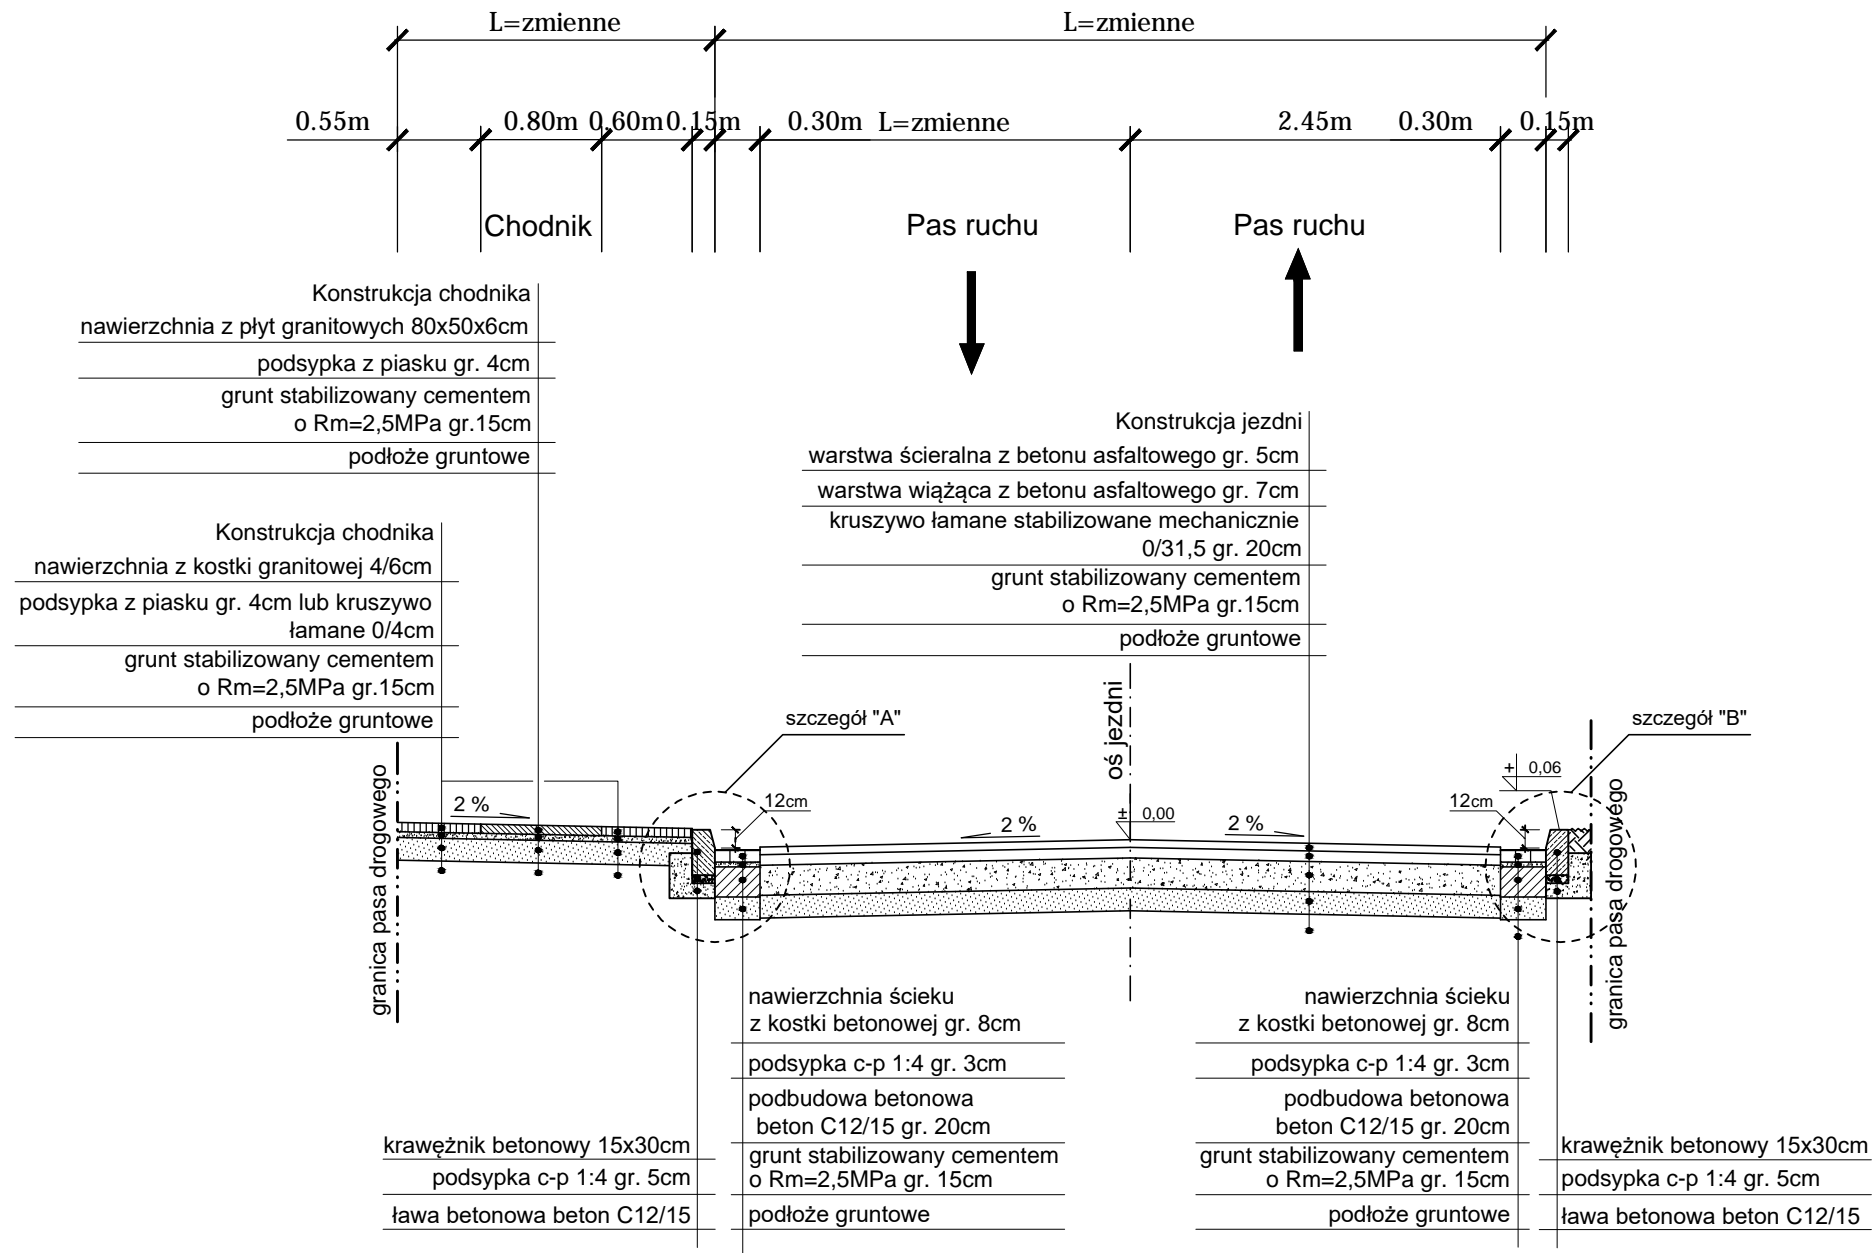 L=zmienne
L=zmienne
0.55m
0.80m
0.60m
0.15m
0.30m
L=zmienne
2.45m
0.30m
0.15m
Chodnik
Pas ruchu
Pas ruchu
Konstrukcja chodnika
nawierzchnia z płyt granitowych 80x50x6cm
podsypka z piasku gr. 4cm
grunt stabilizowany cementem
o Rm=2,5MPa gr.15cm
podłoże gruntowe
Konstrukcja jezdni
warstwa ścieralna z betonu asfaltowego gr. 5cm
warstwa wiążąca z betonu asfaltowego gr. 7cm
kruszywo łamane stabilizowane mechanicznie
0/31,5 gr. 20cm
grunt stabilizowany cementem
o Rm=2,5MPa gr.15cm
podłoże gruntowe
Konstrukcja chodnika
nawierzchnia z kostki granitowej 4/6cm
podsypka z piasku gr. 4cm lub kruszywo
łamane 0/4cm
grunt stabilizowany cementem
o Rm=2,5MPa gr.15cm
podłoże gruntowe
szczegół "A"
oś jezdni
szczegół "B"
granica pasa drogowego
2 %
12cm
2 %
± 0,00
2 %
12cm
+ 0,06
granica pasa drogowego
nawierzchnia ścieku
z kostki betonowej gr. 8cm
podsypka c-p 1:4 gr. 3cm
podbudowa betonowa
beton C12/15 gr. 20cm
grunt stabilizowany cementem
o Rm=2,5MPa gr. 15cm
podłoże gruntowe
nawierzchnia ścieku
z kostki betonowej gr. 8cm
podsypka c-p 1:4 gr. 3cm
podbudowa betonowa
beton C12/15 gr. 20cm
grunt stabilizowany cementem
o Rm=2,5MPa gr. 15cm
podłoże gruntowe
krawężnik betonowy 15x30cm
podsypka c-p 1:4 gr. 5cm
ława betonowa beton C12/15
krawężnik betonowy 15x30cm
podsypka c-p 1:4 gr. 5cm
ława betonowa beton C12/15